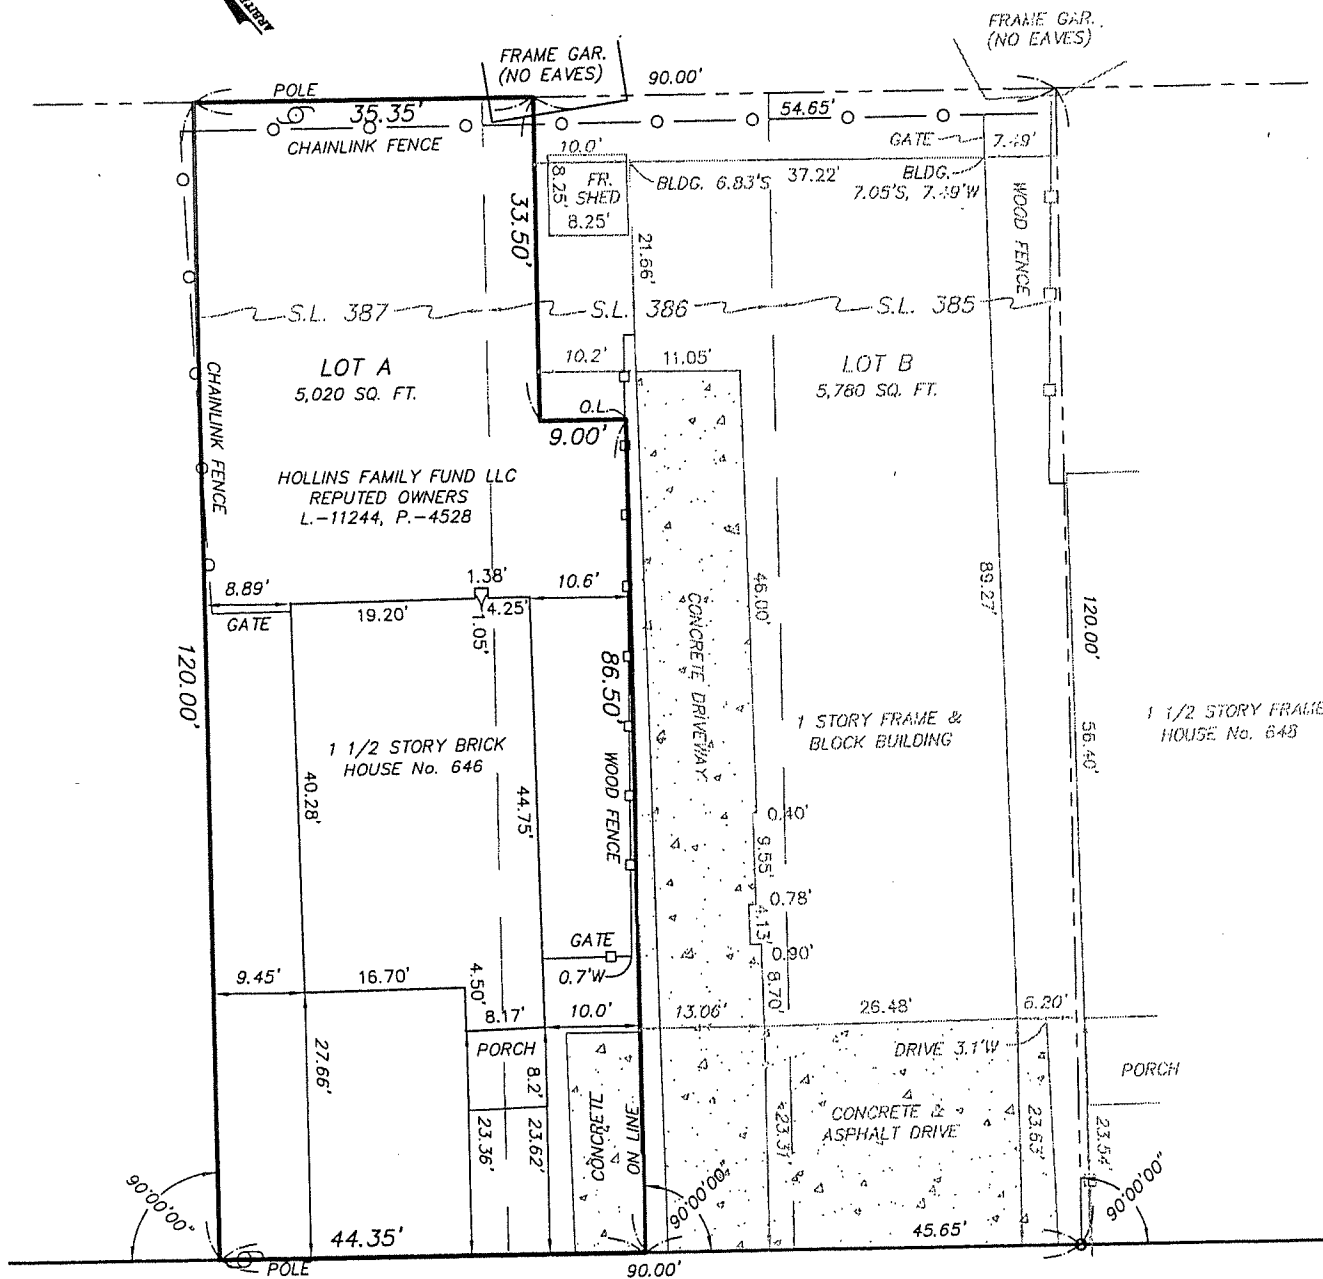 FRAME GAR.
(NO EAVES)
FRAME GAR.
(NO EAVES)
POLE
90.00'
35.35'
54.65'
CHAINLINK FENCE
GATE
7.49'
10.0'
8.25'
FR.
SHED
8.25'
BLDG. 6.83'S
37.22'
BLDG.
7.05'S, 7.49'W
WOOD FENCE
33.50'
21.66'
S.L. 387
S.L. 386
S.L. 385
LOT A
5,020 SQ. FT.
10.2'
11.05'
LOT B
5,780 SQ. FT.
CHAINLINK FENCE
O.L.
9.00'
HOLLINS FAMILY FUND LLC
REPUTED OWNERS
L.-11244, P.-4528
8.89'
1.38'
10.6'
19.20'
4.25'
1.05'
GATE
46.00'
89.27'
120.00'
CONCRETE DRIVEWAY
120.00'
86.50'
56.40'
1 1/2 STORY BRICK
HOUSE No. 646
1 STORY FRAME &
BLOCK BUILDING
1 1/2 STORY FRAME
HOUSE No. 648
WOOD FENCE
40.28'
44.75'
0.40'
9.55'
0.78'
4.13'
0.90'
GATE
0.7'W
8.70'
9.45'
16.70'
4.50'
8.17'
10.0'
13.06'
26.48'
6.20'
27.66'
PORCH
8.2'
DRIVE 3.1'W
PORCH
CONCRETE
ON LINE
CONCRETE &
ASPHALT DRIVE
23.36'
23.62'
23.31'
23.63'
23.54'
90°00'00"
90°00'00"
90°00'00"
44.35'
45.65'
POLE
90.00'